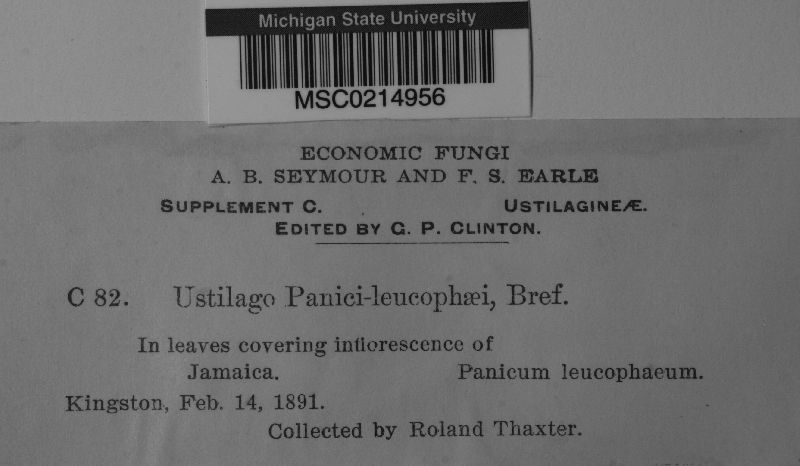 Michigan State University
MSC0214956
ECONOMIC FUNGI
A. B. SEYMOUR AND F. S. EARLE
SUPPLEMENT C. USTILAGINEÆ.
EDITED BY G. P. CLINTON.
C 82. Ustilago Panici-leucophæi, Bref.
In leaves covering inflorescence of
Jamaica. Panicum leucophaeum.
Kingston, Feb. 14, 1891.
Collected by Roland Thaxter.